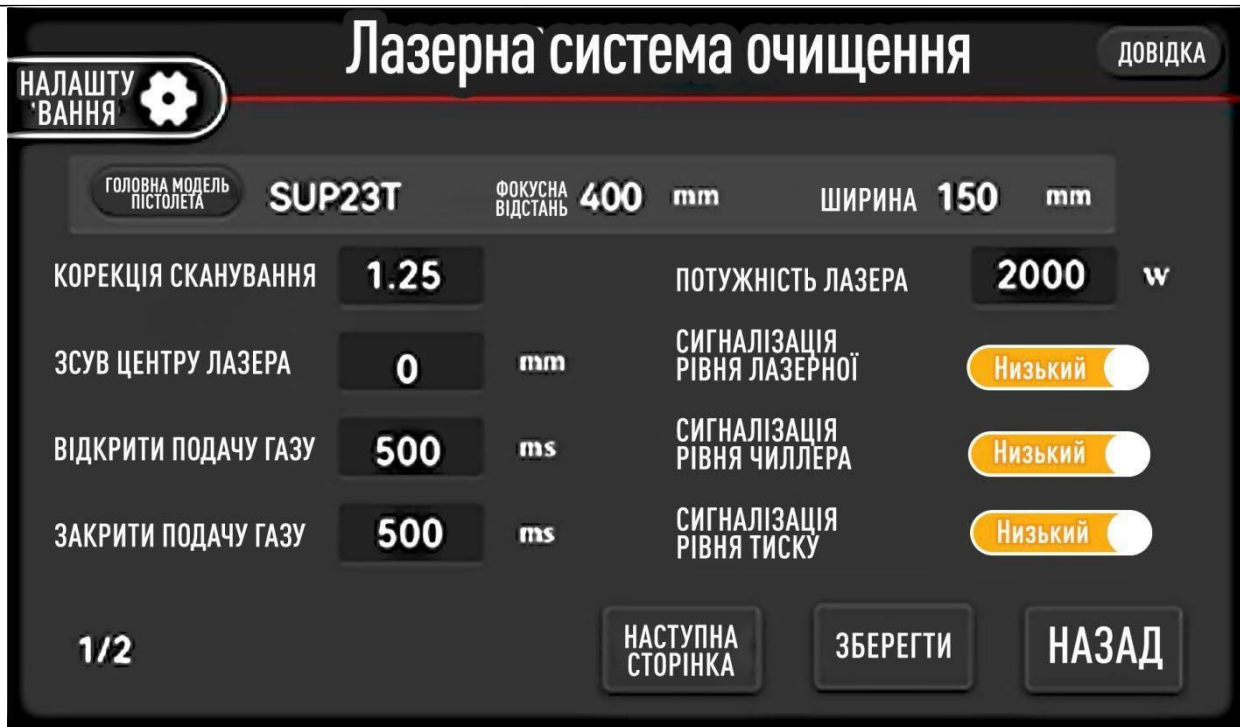 Лазерна система очищення
ДОВІДКА
НАЛАШТУ
ВАННЯ
ГОЛОВНА МОДЕЛЬ
ПІСТОЛЕТА
SUP23T
ФОКУСНА
ВІДСТАНЬ
400 mm
ШИРИНА 150 mm
КОРЕКЦІЯ СКАНУВАННЯ 1.25
ПОТУЖНІСТЬ ЛАЗЕРА 2000 W
ЗСУВ ЦЕНТРУ ЛАЗЕРА 0 mm
СИГНАЛІЗАЦІЯ
РІВНЯ ЛАЗЕРНОЇ
Низький
ВІДКРИТИ ПОДАЧУ ГАЗУ 500 ms
СИГНАЛІЗАЦІЯ
РІВНЯ ЧИЛЛЕРА
Низький
ЗАКРИТИ ПОДАЧУ ГАЗУ 500 ms
СИГНАЛІЗАЦІЯ
РІВНЯ ТИСКУ
Низький
1/2
НАСТУПНА
СТОРІНКА
ЗБЕРЕГТИ
НАЗАД